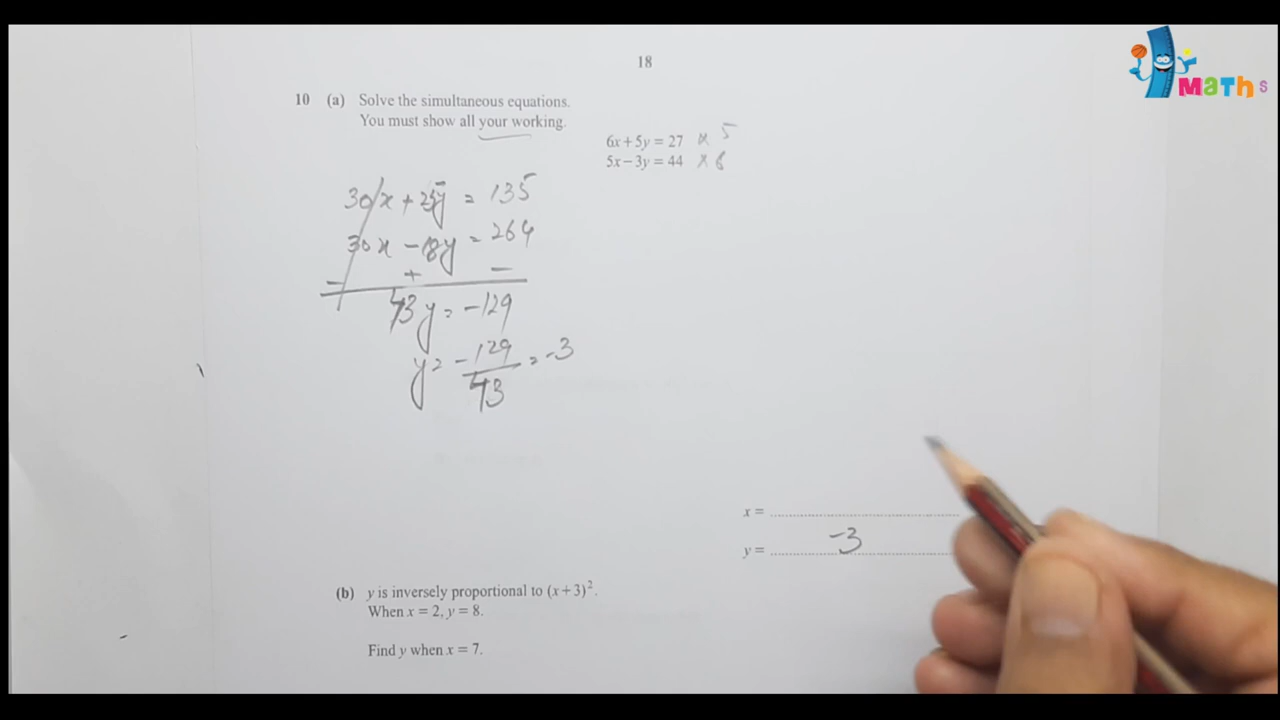 MATHS
18
10 (a) Solve the simultaneous equations.
You must show all your working.
6x + 5y = 27 × 5
5x − 3y = 44 × 6
30x + 25y = 135
30x − 18y = 264
− + −
43y = −129
y = −129/43 = −3
x = ...............................................
y = ...................−3...................
(b) y is inversely proportional to (x + 3)².
When x = 2, y = 8.
Find y when x = 7.